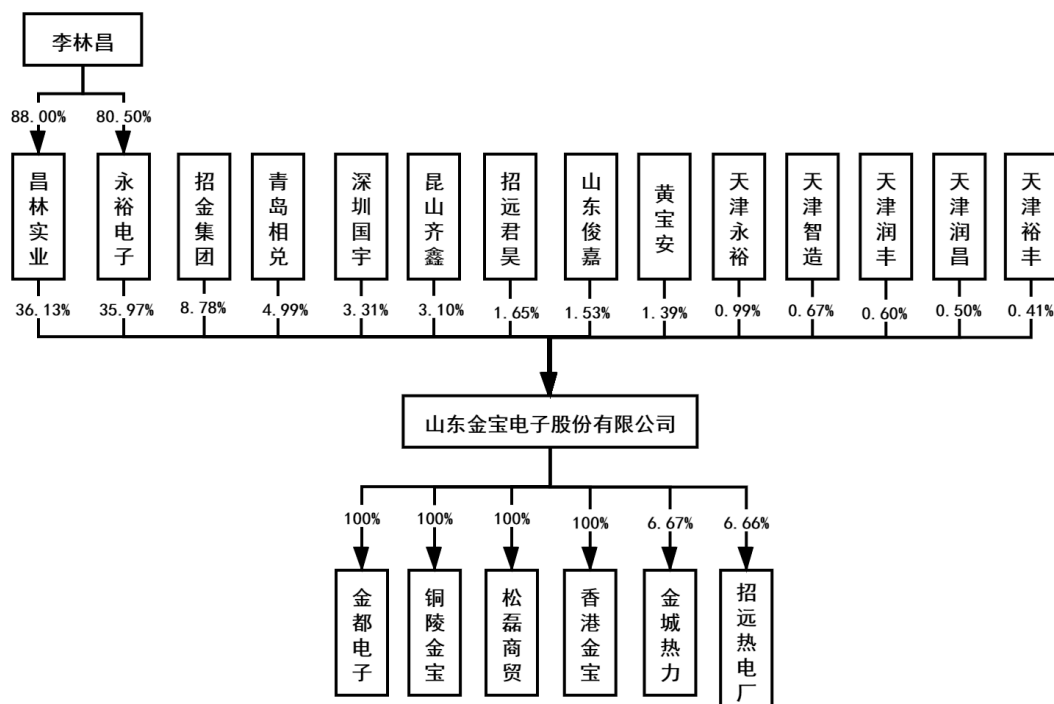 李林昌
88.00%
80.50%
昌林实业
永裕电子
招金集团
青岛相兑
深圳国宇
昆山齐鑫
招远君昊
山东俊嘉
黄宝安
天津永裕
天津智造
天津润丰
天津润昌
天津裕丰
36.13%
35.97%
8.78%
4.99%
3.31%
3.10%
1.65%
1.53%
1.39%
0.99%
0.67%
0.60%
0.50%
0.41%
山东金宝电子股份有限公司
100%
100%
100%
100%
6.67%
6.66%
金都电子
铜陵金宝
松磊商贸
香港金宝
金城热力
招远热电厂